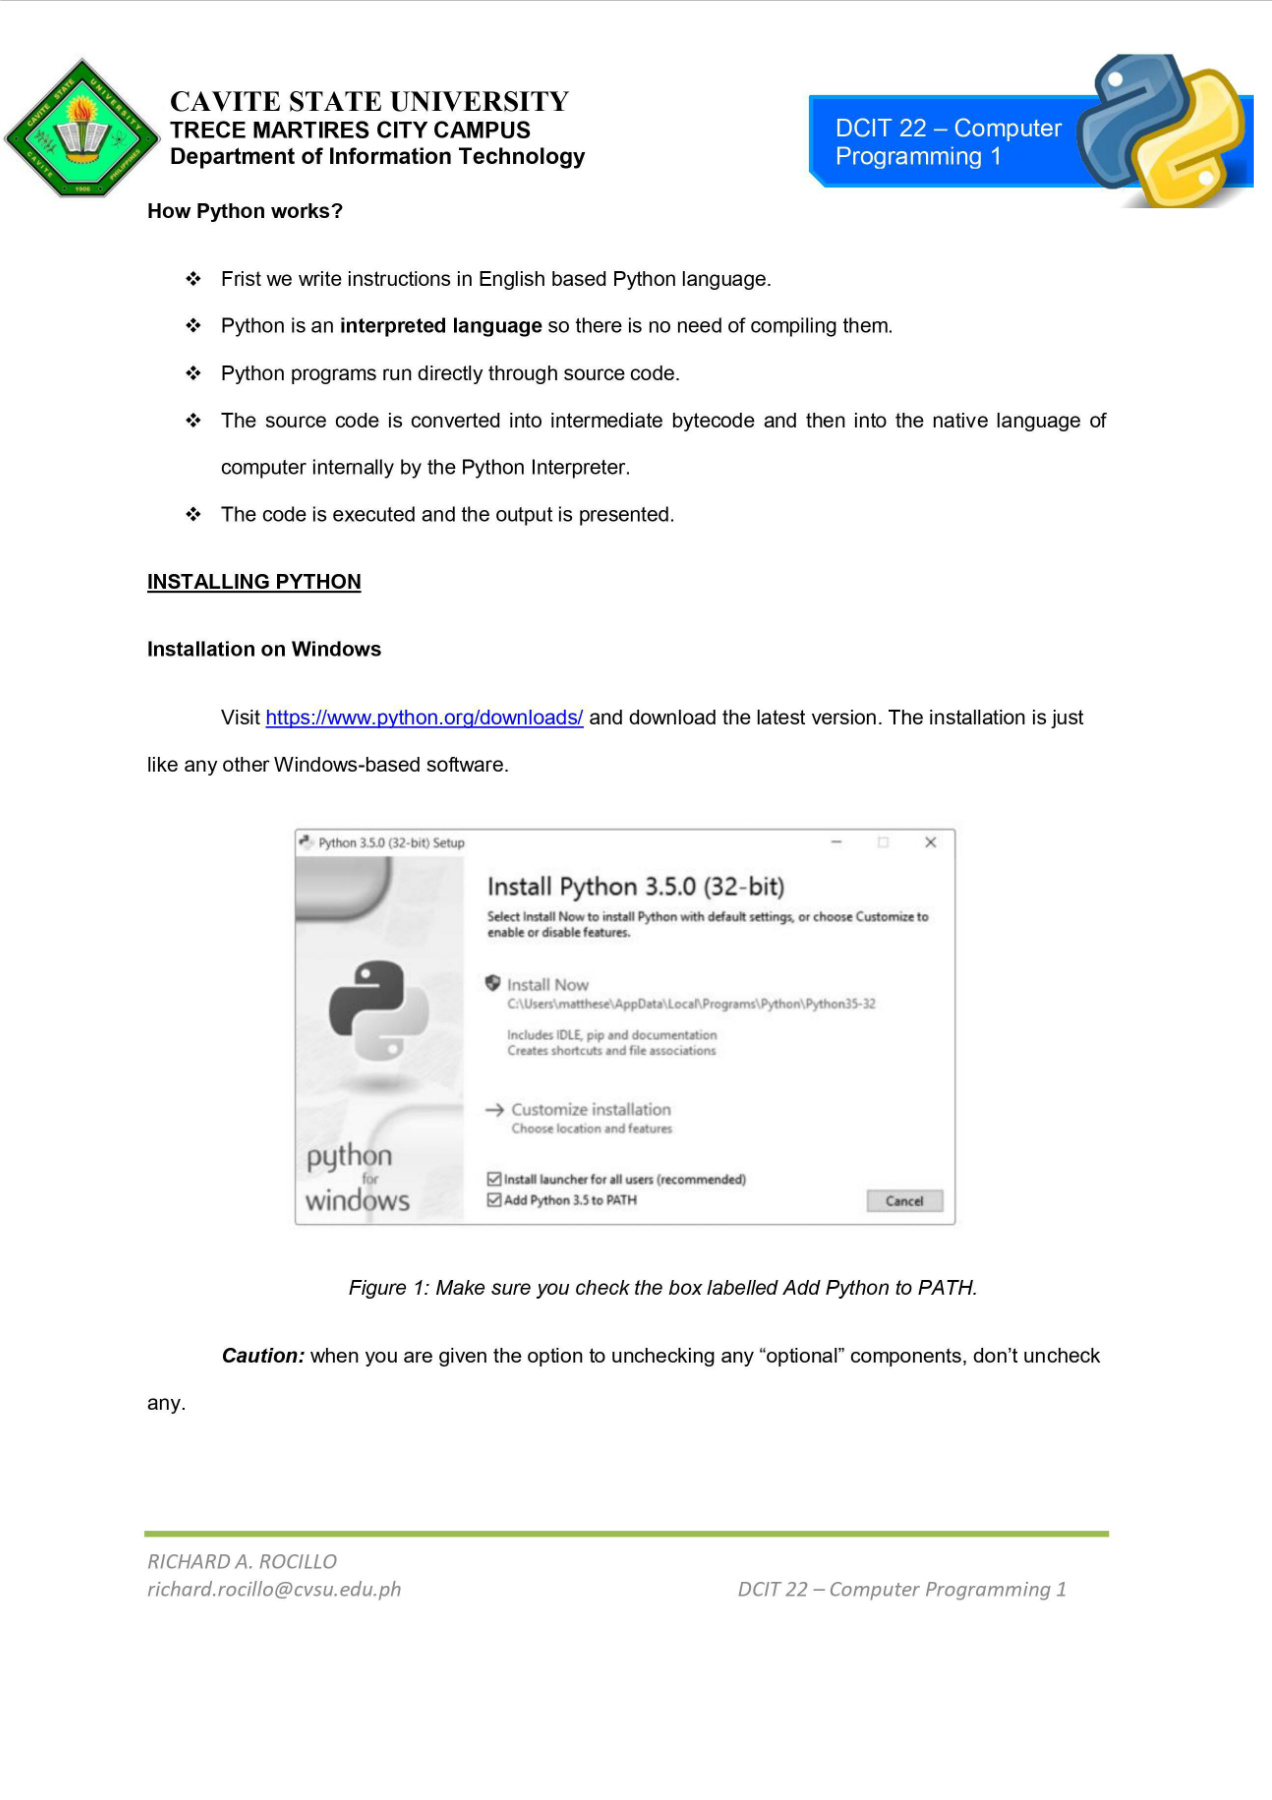 CAVITE STATE UNIVERSITY
TRECE MARTIRES CITY CAMPUS
Department of Information Technology
DCIT 22 – Computer
Programming 1
CAVITE STATE UNIVERSITY
CAVITE PHILIPPINES
1906
How Python works?
❖ Frist we write instructions in English based Python language.
❖ Python is an interpreted language so there is no need of compiling them.
❖ Python programs run directly through source code.
❖ The source code is converted into intermediate bytecode and then into the native language of
computer internally by the Python Interpreter.
❖ The code is executed and the output is presented.
INSTALLING PYTHON
Installation on Windows
Visit https://www.python.org/downloads/ and download the latest version. The installation is just
like any other Windows-based software.
Python 3.5.0 (32-bit) Setup
Install Python 3.5.0 (32-bit)
Select Install Now to install Python with default settings, or choose Customize to
enable or disable features.
Install Now
C:\Users\matthese\AppData\Local\Programs\Python\Python35-32
Includes IDLE, pip and documentation
Creates shortcuts and file associations
Customize installation
Choose location and features
python
for
windows
Install launcher for all users (recommended)
Add Python 3.5 to PATH
Cancel
Figure 1: Make sure you check the box labelled Add Python to PATH.
Caution: when you are given the option to unchecking any “optional” components, don’t uncheck
any.
RICHARD A. ROCILLO
richard.rocillo@cvsu.edu.ph
DCIT 22 – Computer Programming 1